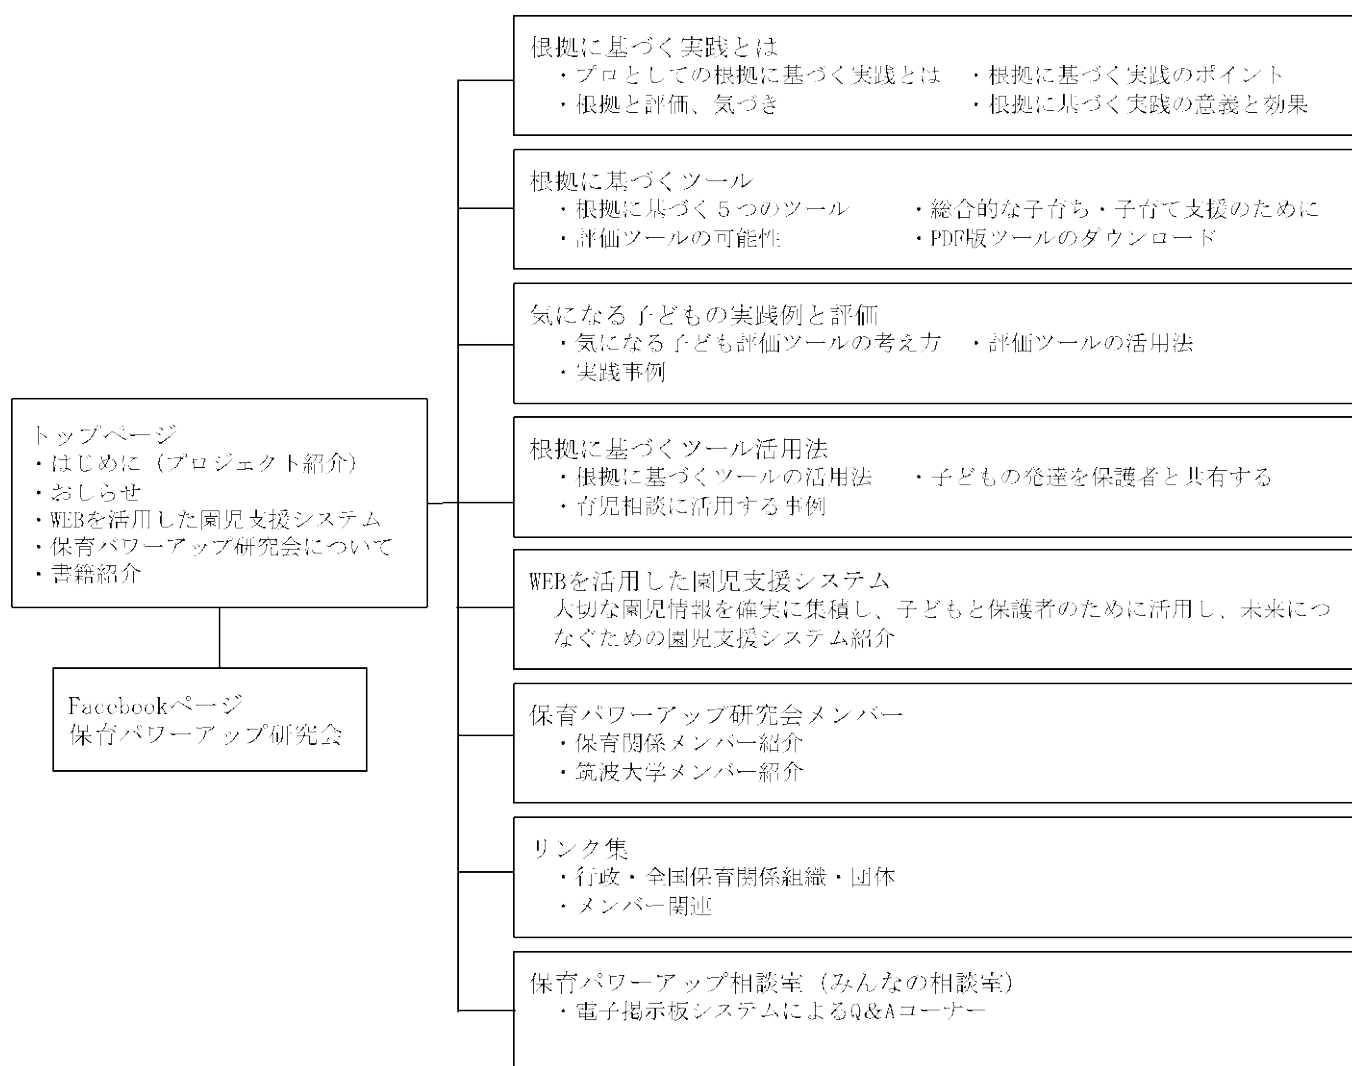 根拠に基づく実践とは
・プロとしての根拠に基づく実践とは ・根拠に基づく実践のポイント
・根拠と評価、気づき ・根拠に基づく実践の意義と効果
根拠に基づくツール
・根拠に基づく５つのツール ・総合的な子育ち・子育て支援のために
・評価ツールの可能性 ・PDF版ツールのダウンロード
気になる子どもの実践例と評価
・気になる子ども評価ツールの考え方 ・評価ツールの活用法
・実践事例
トップページ
・はじめに（プロジェクト紹介）
・おしらせ
・WEBを活用した園児支援システム
・保育パワーアップ研究会について
・書籍紹介
根拠に基づくツール活用法
・根拠に基づくツールの活用法 ・子どもの発達を保護者と共有する
・育児相談に活用する事例
WEBを活用した園児支援システム
大切な園児情報を確実に集積し、子どもと保護者のために活用し、未来につ
なぐための園児支援システム紹介
Facebookページ
保育パワーアップ研究会
保育パワーアップ研究会メンバー
・保育関係メンバー紹介
・筑波大学メンバー紹介
リンク集
・行政・全国保育関係組織・団体
・メンバー関連
保育パワーアップ相談室（みんなの相談室）
・電子掲示板システムによるQ&Aコーナー